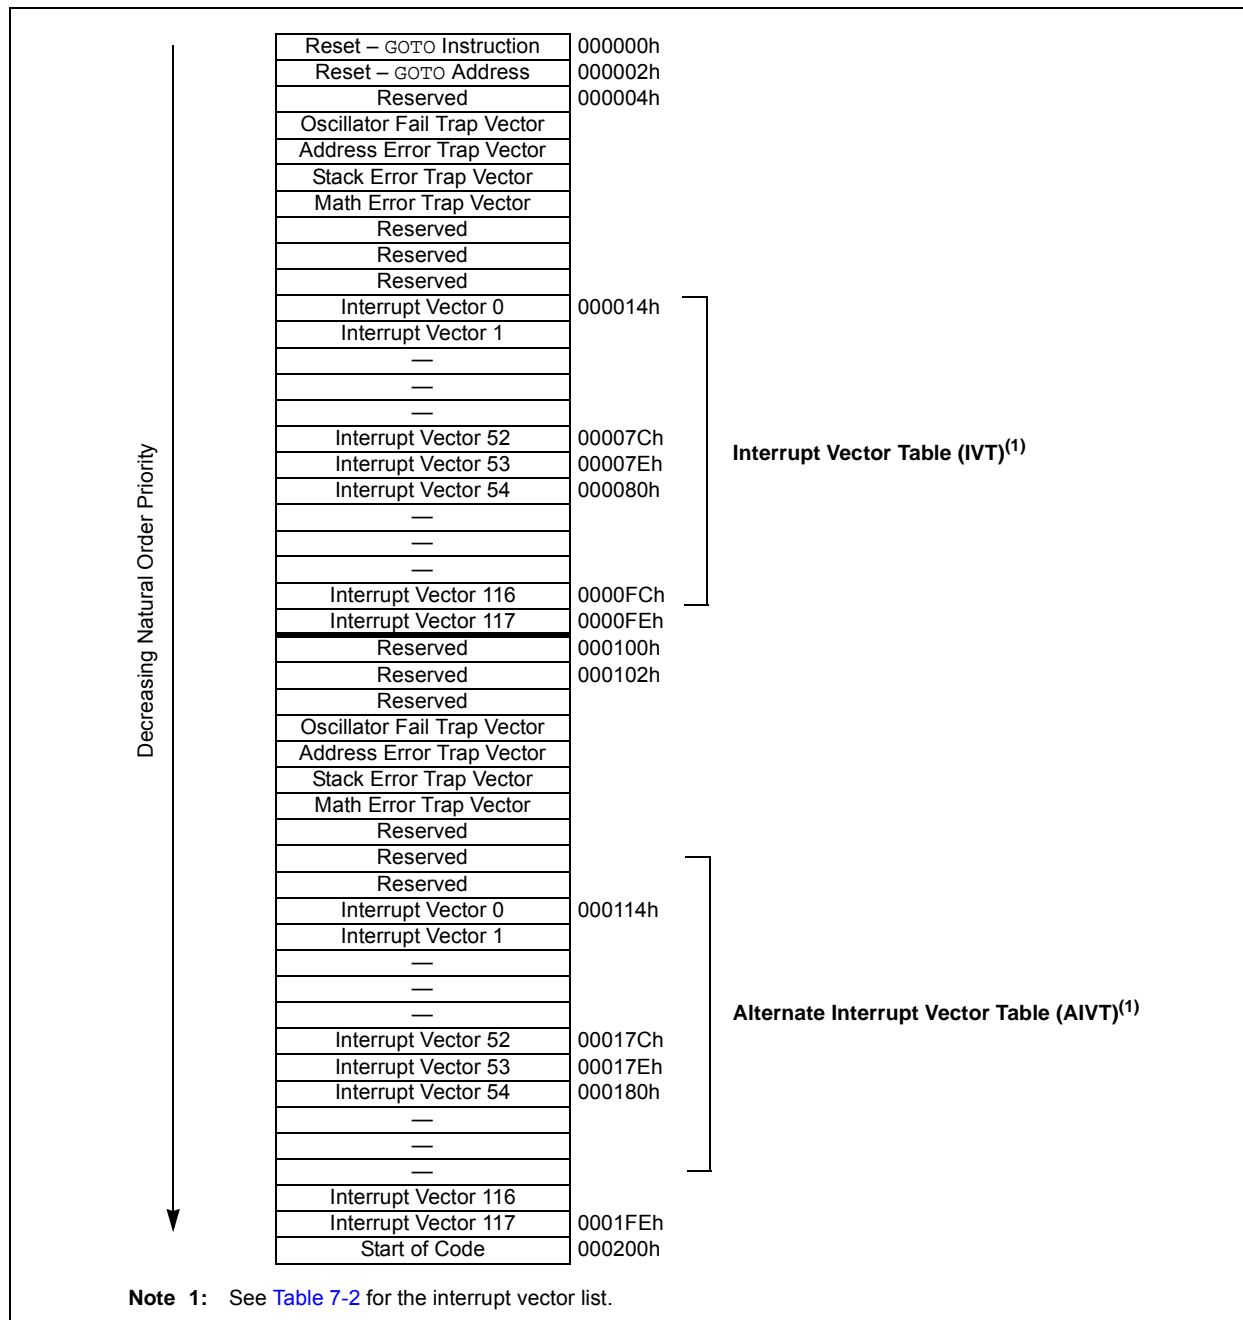 Reset – GOTO Instruction 000000h
Reset – GOTO Address 000002h
Reserved 000004h
Oscillator Fail Trap Vector
Address Error Trap Vector
Stack Error Trap Vector
Math Error Trap Vector
Reserved
Reserved
Reserved
Interrupt Vector 0 000014h
Interrupt Vector 1
—
—
—
Interrupt Vector 52 00007Ch
Interrupt Vector 53 00007Eh
Interrupt Vector 54 000080h
—
—
—
Interrupt Vector 116 0000FCh
Interrupt Vector 117 0000FEh
Reserved 000100h
Reserved 000102h
Reserved
Oscillator Fail Trap Vector
Address Error Trap Vector
Stack Error Trap Vector
Math Error Trap Vector
Reserved
Reserved
Reserved
Interrupt Vector 0 000114h
Interrupt Vector 1
—
—
—
Interrupt Vector 52 00017Ch
Interrupt Vector 53 00017Eh
Interrupt Vector 54 000180h
—
—
—
Interrupt Vector 116
Interrupt Vector 117 0001FEh
Start of Code 000200h
Decreasing Natural Order Priority
Interrupt Vector Table (IVT)(1)
Alternate Interrupt Vector Table (AIVT)(1)
Note 1: See Table 7-2 for the interrupt vector list.